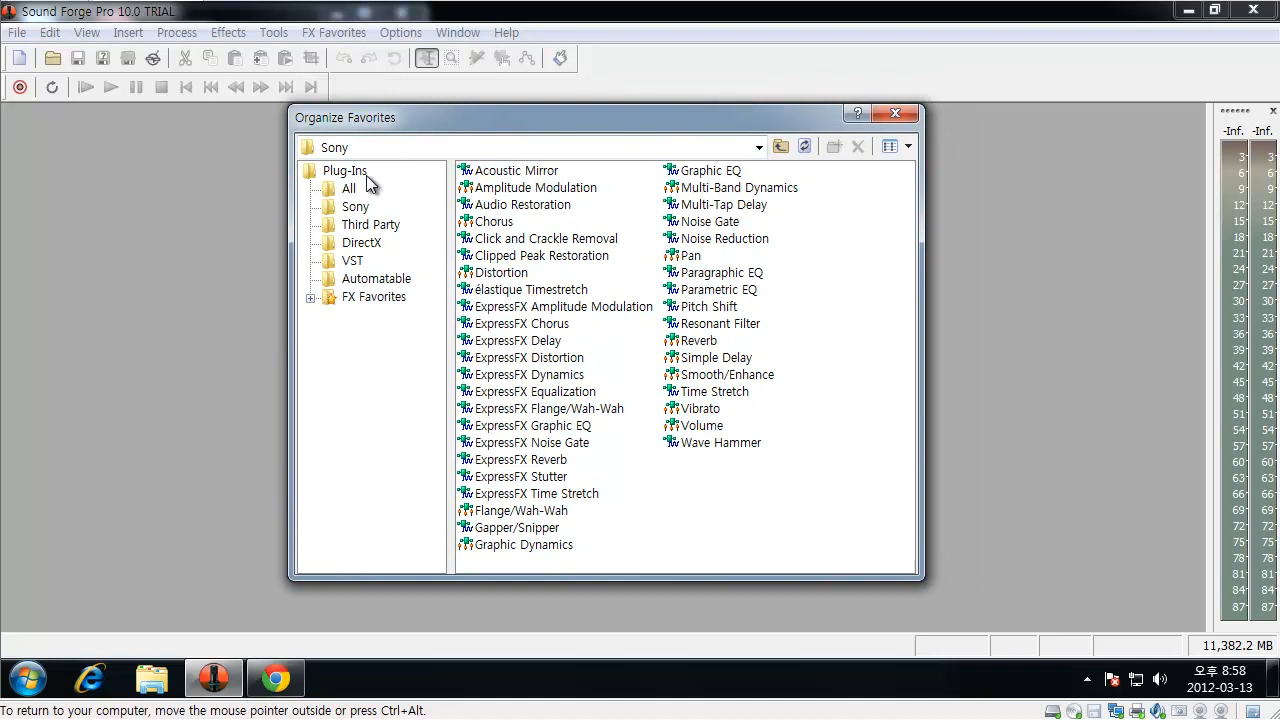 Sound Forge Pro 10.0 TRIAL
File Edit View Insert Process Effects Tools FX Favorites Options Window Help
Organize Favorites
Sony
Plug-Ins
All
Sony
Third Party
DirectX
VST
Automatable
FX Favorites
Acoustic Mirror
Amplitude Modulation
Audio Restoration
Chorus
Click and Crackle Removal
Clipped Peak Restoration
Distortion
élastique Timestretch
ExpressFX Amplitude Modulation
ExpressFX Chorus
ExpressFX Delay
ExpressFX Distortion
ExpressFX Dynamics
ExpressFX Equalization
ExpressFX Flange/Wah-Wah
ExpressFX Graphic EQ
ExpressFX Noise Gate
ExpressFX Reverb
ExpressFX Stutter
ExpressFX Time Stretch
Flange/Wah-Wah
Gapper/Snipper
Graphic Dynamics
Graphic EQ
Multi-Band Dynamics
Multi-Tap Delay
Noise Gate
Noise Reduction
Pan
Paragraphic EQ
Parametric EQ
Pitch Shift
Resonant Filter
Reverb
Simple Delay
Smooth/Enhance
Time Stretch
Vibrato
Volume
Wave Hammer
-Inf. -Inf.
3 3
6 6
9 9
12 12
15 15
18 18
21 21
24 24
27 27
30 30
33 33
36 36
39 39
42 42
45 45
48 48
51 51
54 54
57 57
60 60
63 63
66 66
69 69
72 72
75 75
78 78
81 81
84 84
87 87
11,382.2 MB
오후 8:58
2012-03-13
To return to your computer, move the mouse pointer outside or press Ctrl+Alt.